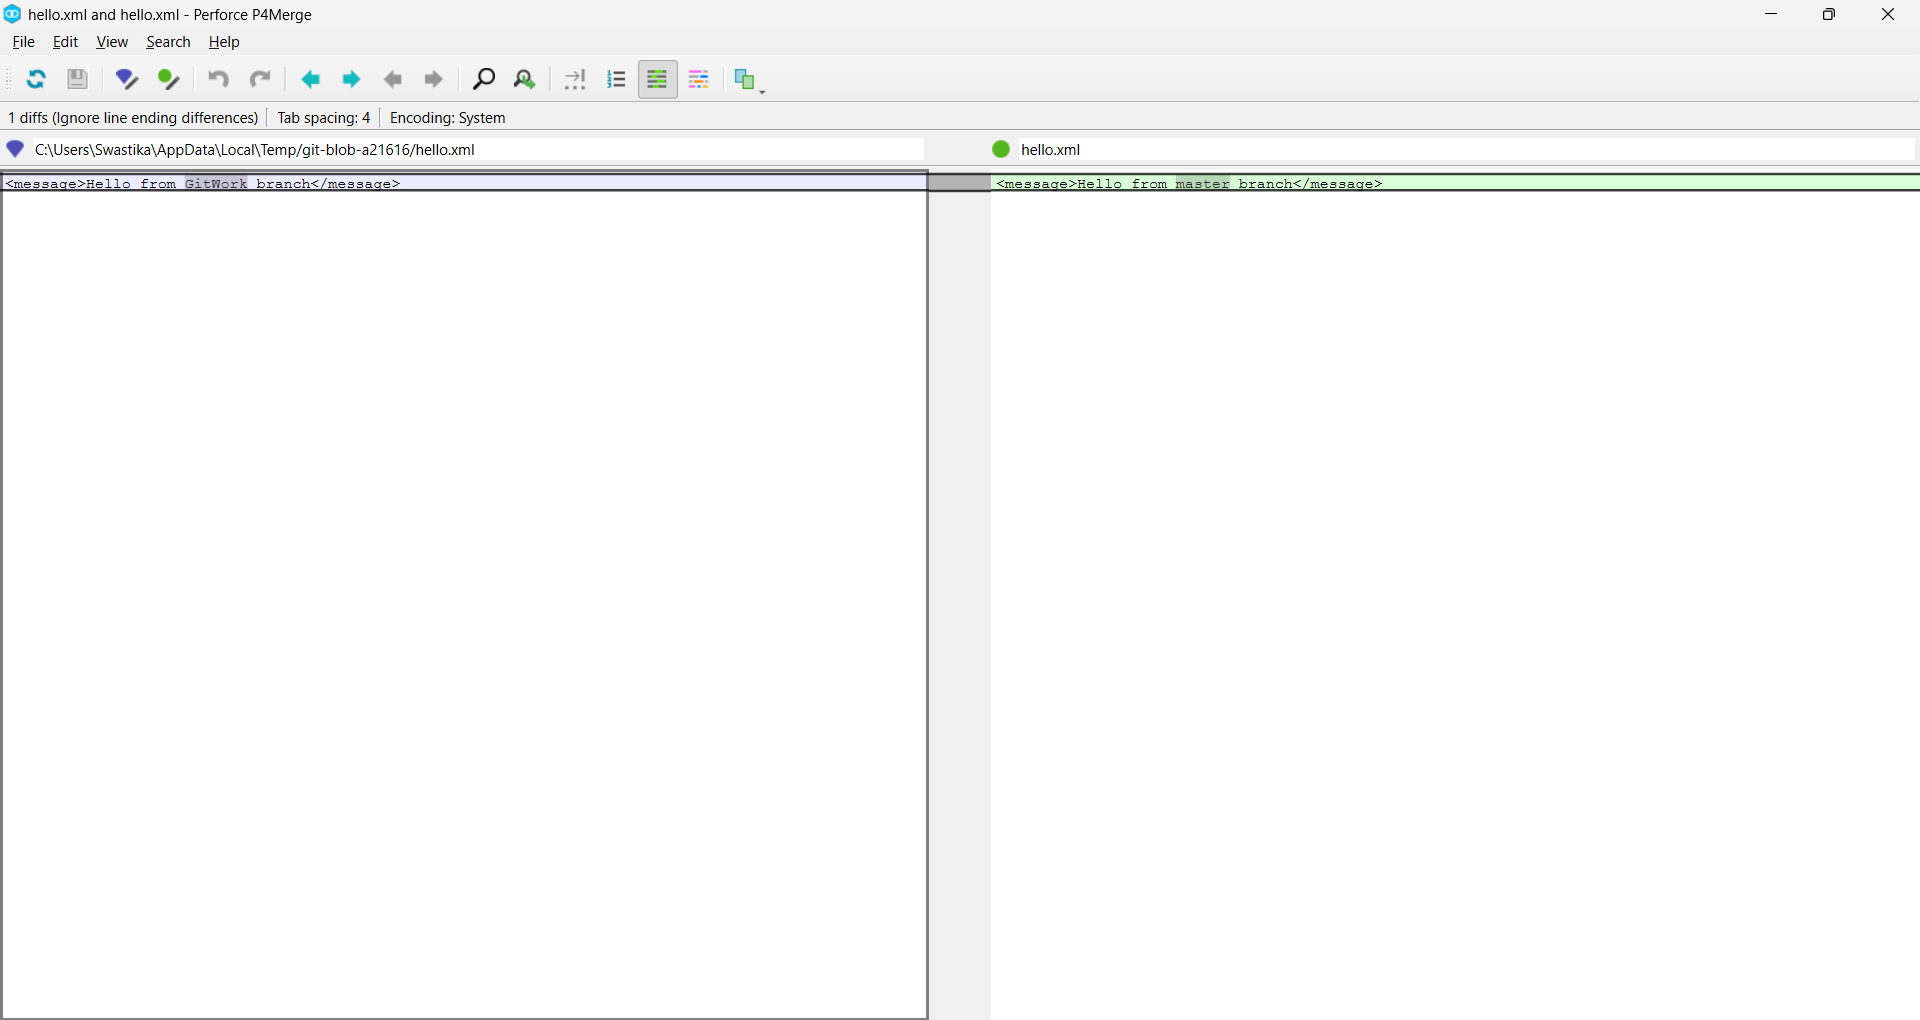 hello.xml and hello.xml - Perforce P4Merge
File Edit View Search Help
1 diffs (Ignore line ending differences) Tab spacing: 4 Encoding: System
C:\Users\Swastika\AppData\Local\Temp/git-blob-a21616/hello.xml
hello.xml
<message>Hello from GitWork branch</message>
<message>Hello from master branch</message>